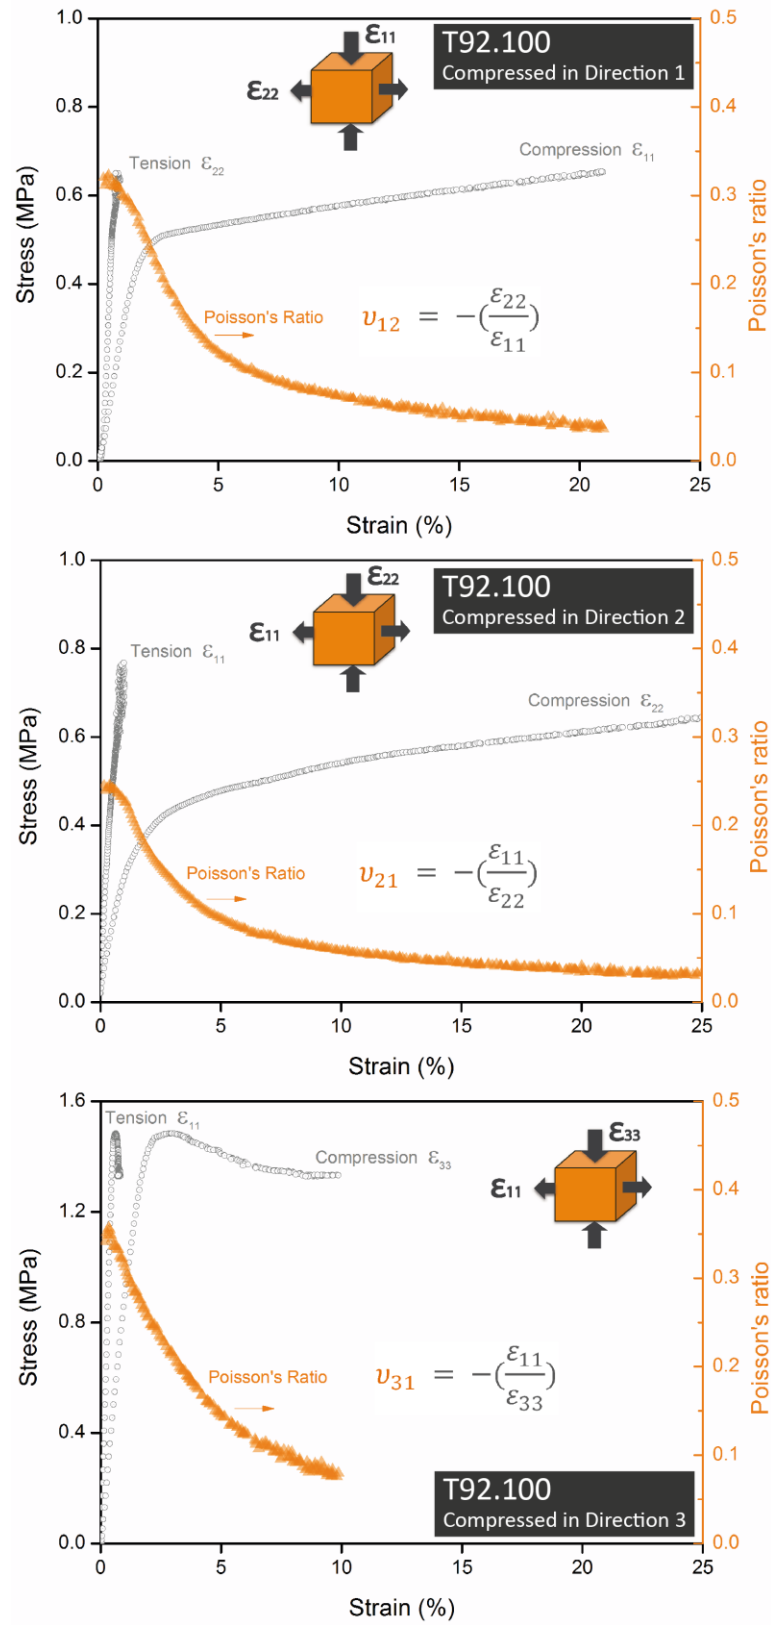 T92.100
Compressed in Direction 1
ε11
ε22
Tension ε22
Compression ε11
Poisson's Ratio
υ12 = −(ε22/ε11)
1.0
0.8
0.6
0.4
0.2
0.0
0.5
0.4
0.3
0.2
0.1
0.0
0
5
10
15
20
25
Stress (MPa)
Poisson's ratio
Strain (%)
T92.100
Compressed in Direction 2
ε22
ε11
Tension ε11
Compression ε22
Poisson's Ratio
υ21 = −(ε11/ε22)
1.0
0.8
0.6
0.4
0.2
0.0
0.5
0.4
0.3
0.2
0.1
0.0
0
5
10
15
20
25
Stress (MPa)
Poisson's ratio
Strain (%)
Tension ε11
Compression ε33
ε33
ε11
Poisson's Ratio
υ31 = −(ε11/ε33)
T92.100
Compressed in Direction 3
1.6
1.2
0.8
0.4
0.0
0.5
0.4
0.3
0.2
0.1
0.0
0
5
10
15
20
25
Stress (MPa)
Poisson's ratio
Strain (%)